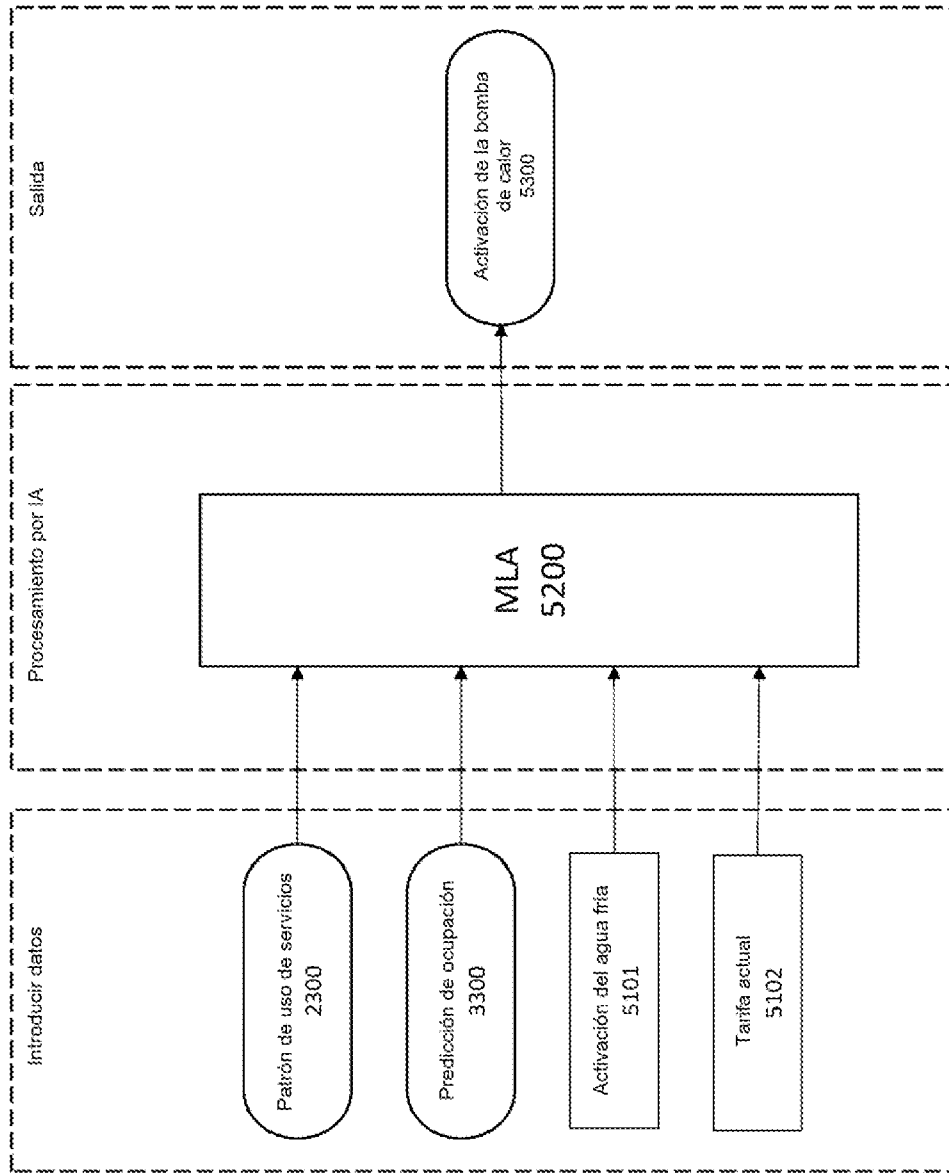 Introducir datos
Patrón de uso de servicios
2300
Predicción de ocupación
3300
Activación del agua fría
5101
Tarifa actual
5102
Procesamiento por IA
MLA
5200
Salida
Activación de la bomba
de calor
5300